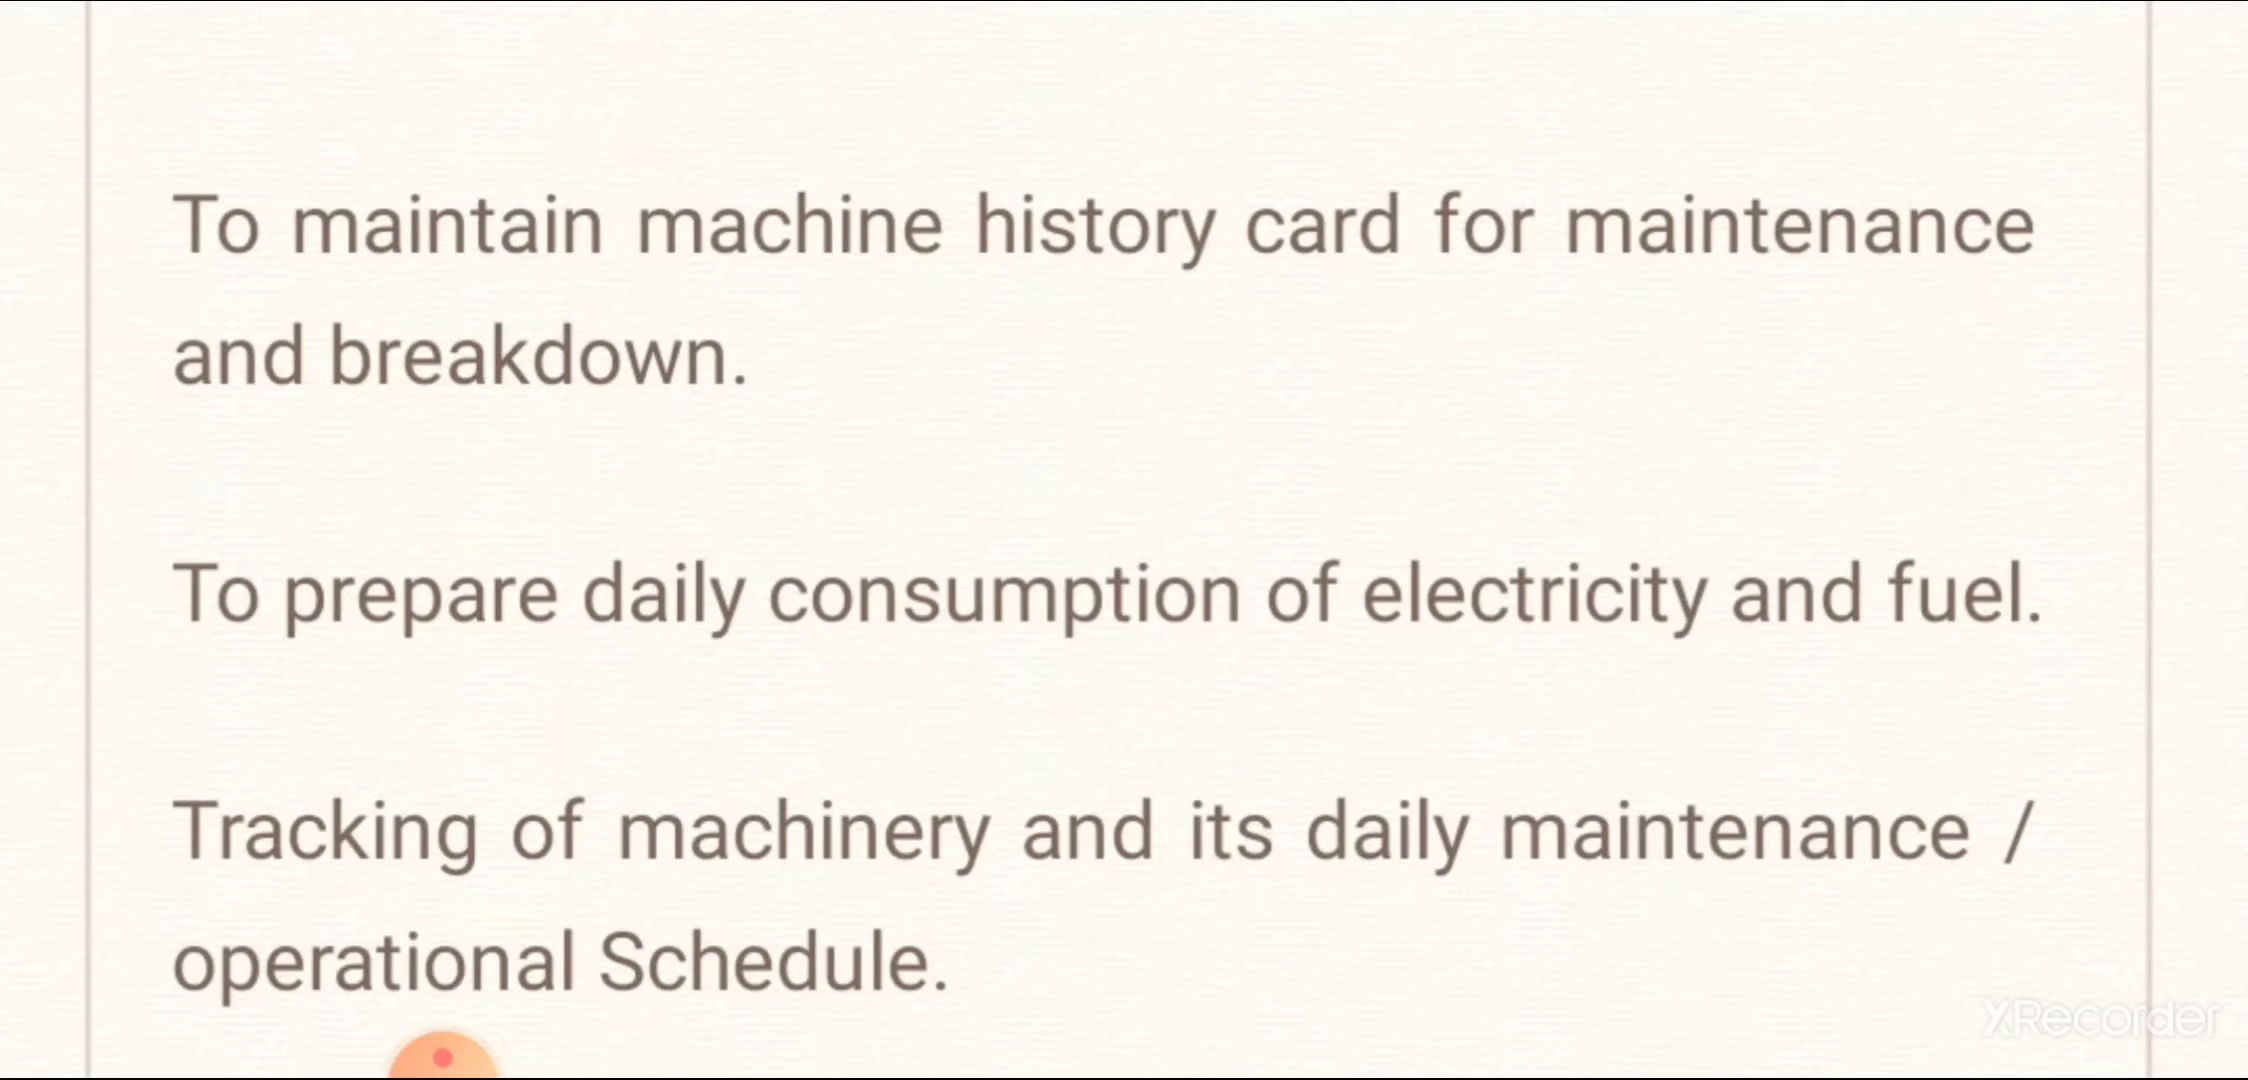 To maintain machine history card for maintenance
and breakdown.
To prepare daily consumption of electricity and fuel.
Tracking of machinery and its daily maintenance /
operational Schedule.
XRecorder